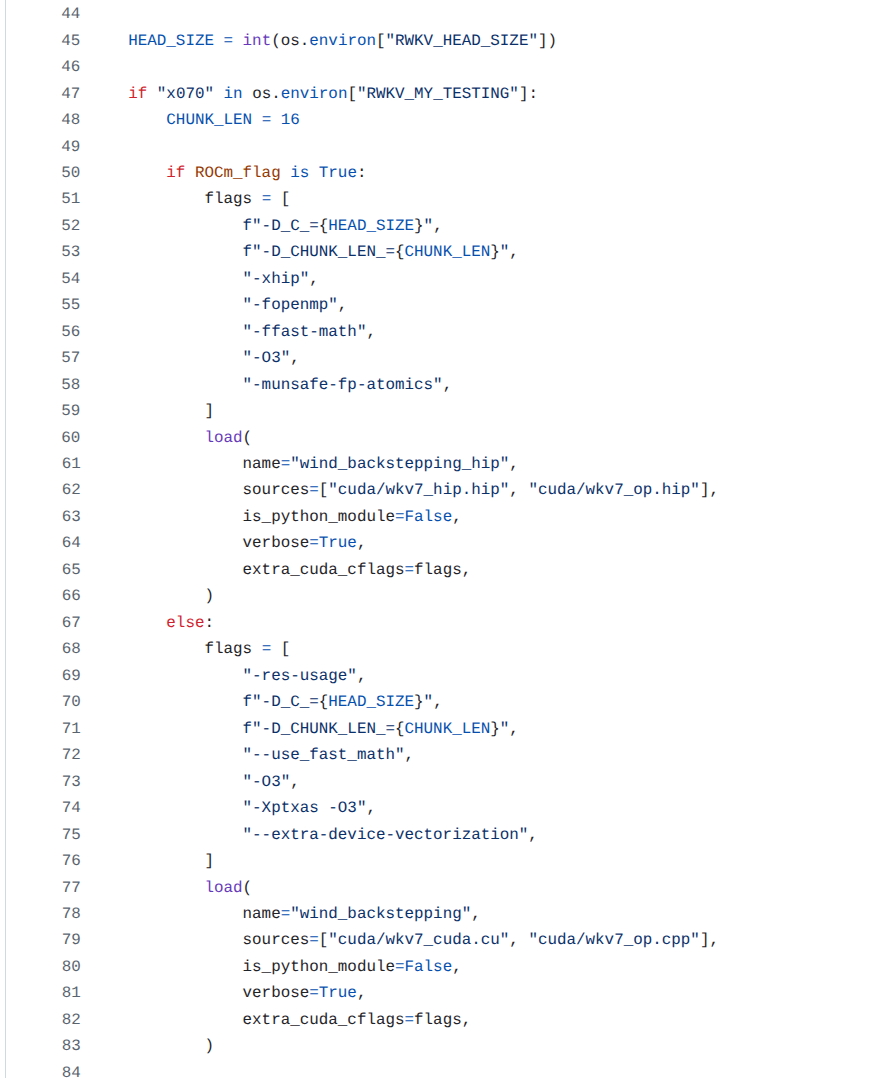 44
45 HEAD_SIZE = int(os.environ["RWKV_HEAD_SIZE"])
46
47 if "x070" in os.environ["RWKV_MY_TESTING"]:
48     CHUNK_LEN = 16
49
50     if ROCm_flag is True:
51         flags = [
52             f"-D_C_={HEAD_SIZE}",
53             f"-D_CHUNK_LEN_={CHUNK_LEN}",
54             "-xhip",
55             "-fopenmp",
56             "-ffast-math",
57             "-O3",
58             "-munsafe-fp-atomics",
59         ]
60         load(
61             name="wind_backstepping_hip",
62             sources=["cuda/wkv7_hip.hip", "cuda/wkv7_op.hip"],
63             is_python_module=False,
64             verbose=True,
65             extra_cuda_cflags=flags,
66         )
67     else:
68         flags = [
69             "-res-usage",
70             f"-D_C_={HEAD_SIZE}",
71             f"-D_CHUNK_LEN_={CHUNK_LEN}",
72             "--use_fast_math",
73             "-O3",
74             "-Xptxas -O3",
75             "--extra-device-vectorization",
76         ]
77         load(
78             name="wind_backstepping",
79             sources=["cuda/wkv7_cuda.cu", "cuda/wkv7_op.cpp"],
80             is_python_module=False,
81             verbose=True,
82             extra_cuda_cflags=flags,
83         )
84